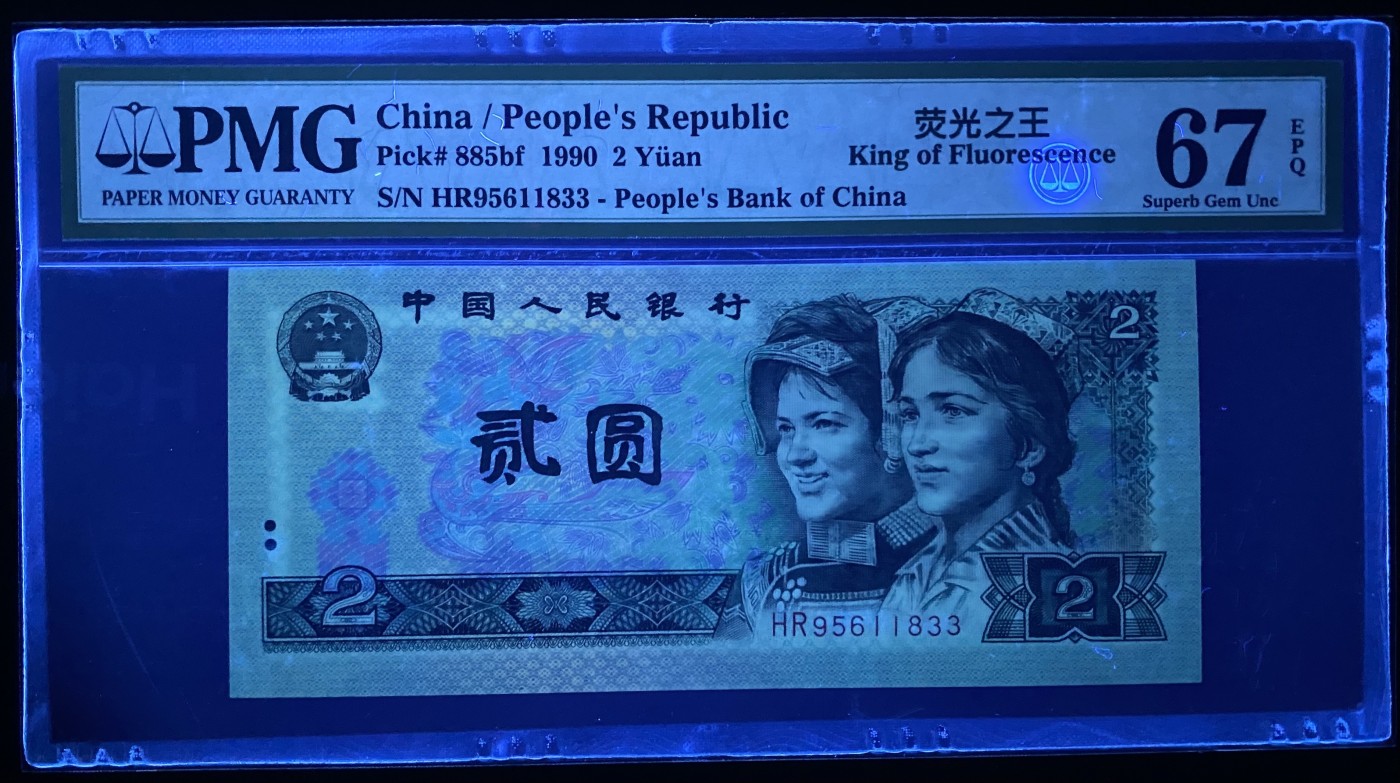 PMG
PAPER MONEY GUARANTY
China / People's Republic
Pick# 885bf 1990 2 Yüan
S/N HR95611833 - People's Bank of China
荧光之王
King of Fluorescence
67
EPQ
Superb Gem Unc
中国人民银行
2
贰圆
2
HR95611833
2